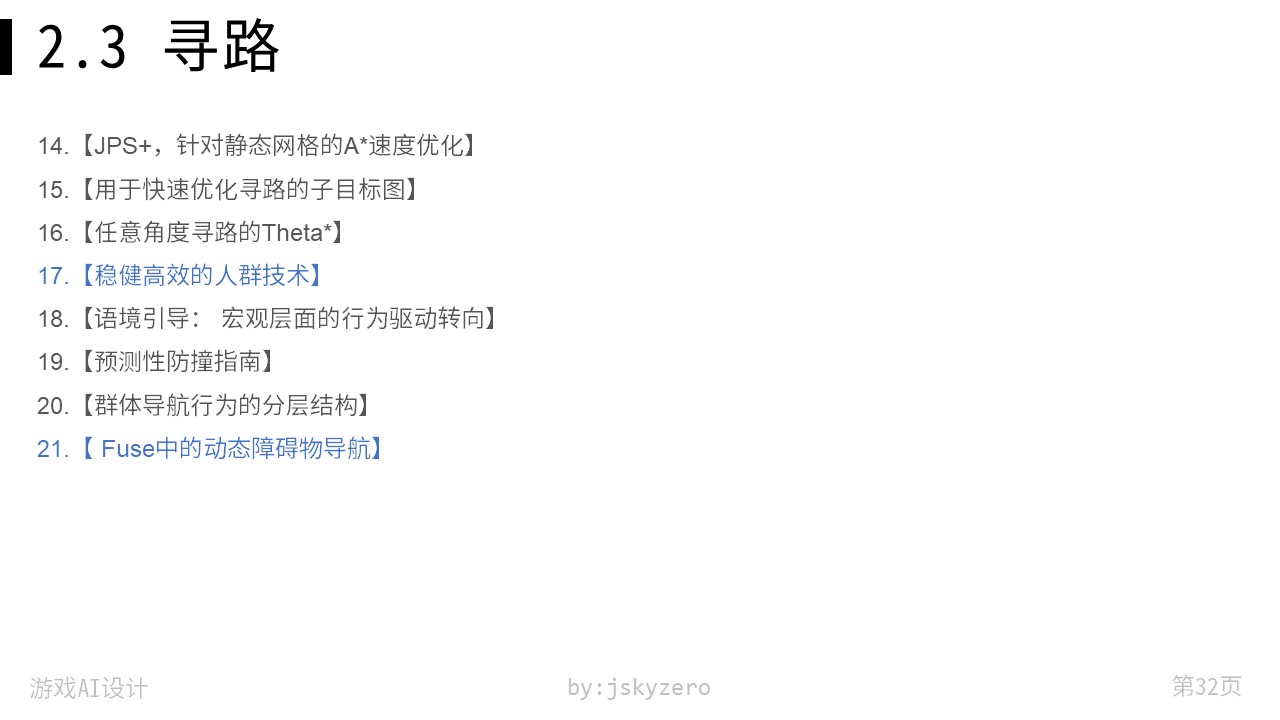 2.3 寻路
14.【JPS+，针对静态网格的A*速度优化】
15.【用于快速优化寻路的子目标图】
16.【任意角度寻路的Theta*】
17.【稳健高效的人群技术】
18.【语境引导： 宏观层面的行为驱动转向】
19.【预测性防撞指南】
20.【群体导航行为的分层结构】
21.【 Fuse中的动态障碍物导航】
游戏AI设计
by:jskyzero
第32页